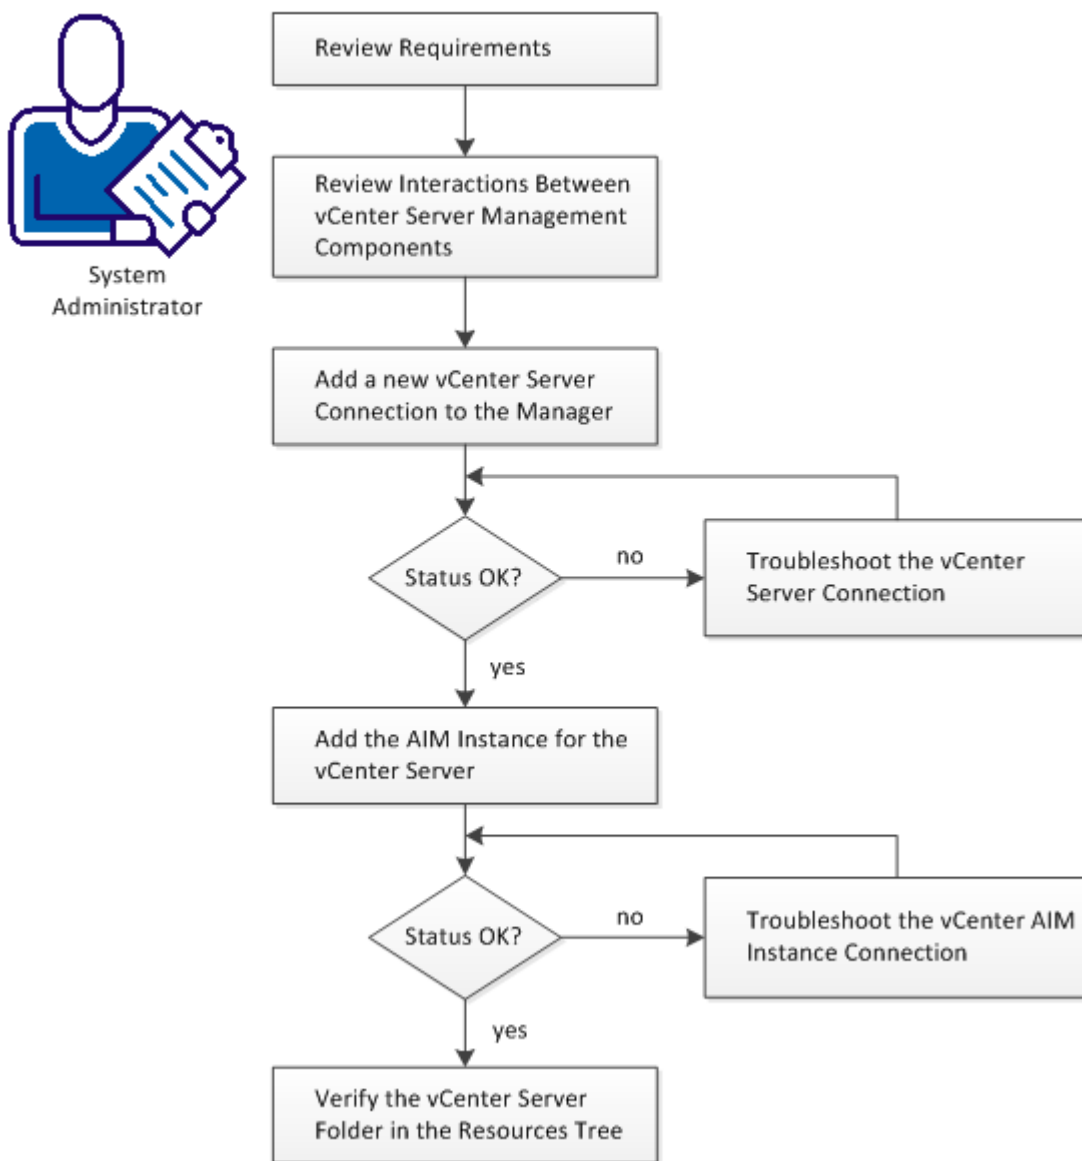 Review Requirements
Review Interactions Between
vCenter Server Management
Components
System
Administrator
Add a new vCenter Server
Connection to the Manager
Status OK?
no
Troubleshoot the vCenter
Server Connection
yes
Add the AIM Instance for the
vCenter Server
Status OK?
no
Troubleshoot the vCenter AIM
Instance Connection
yes
Verify the vCenter Server
Folder in the Resources Tree